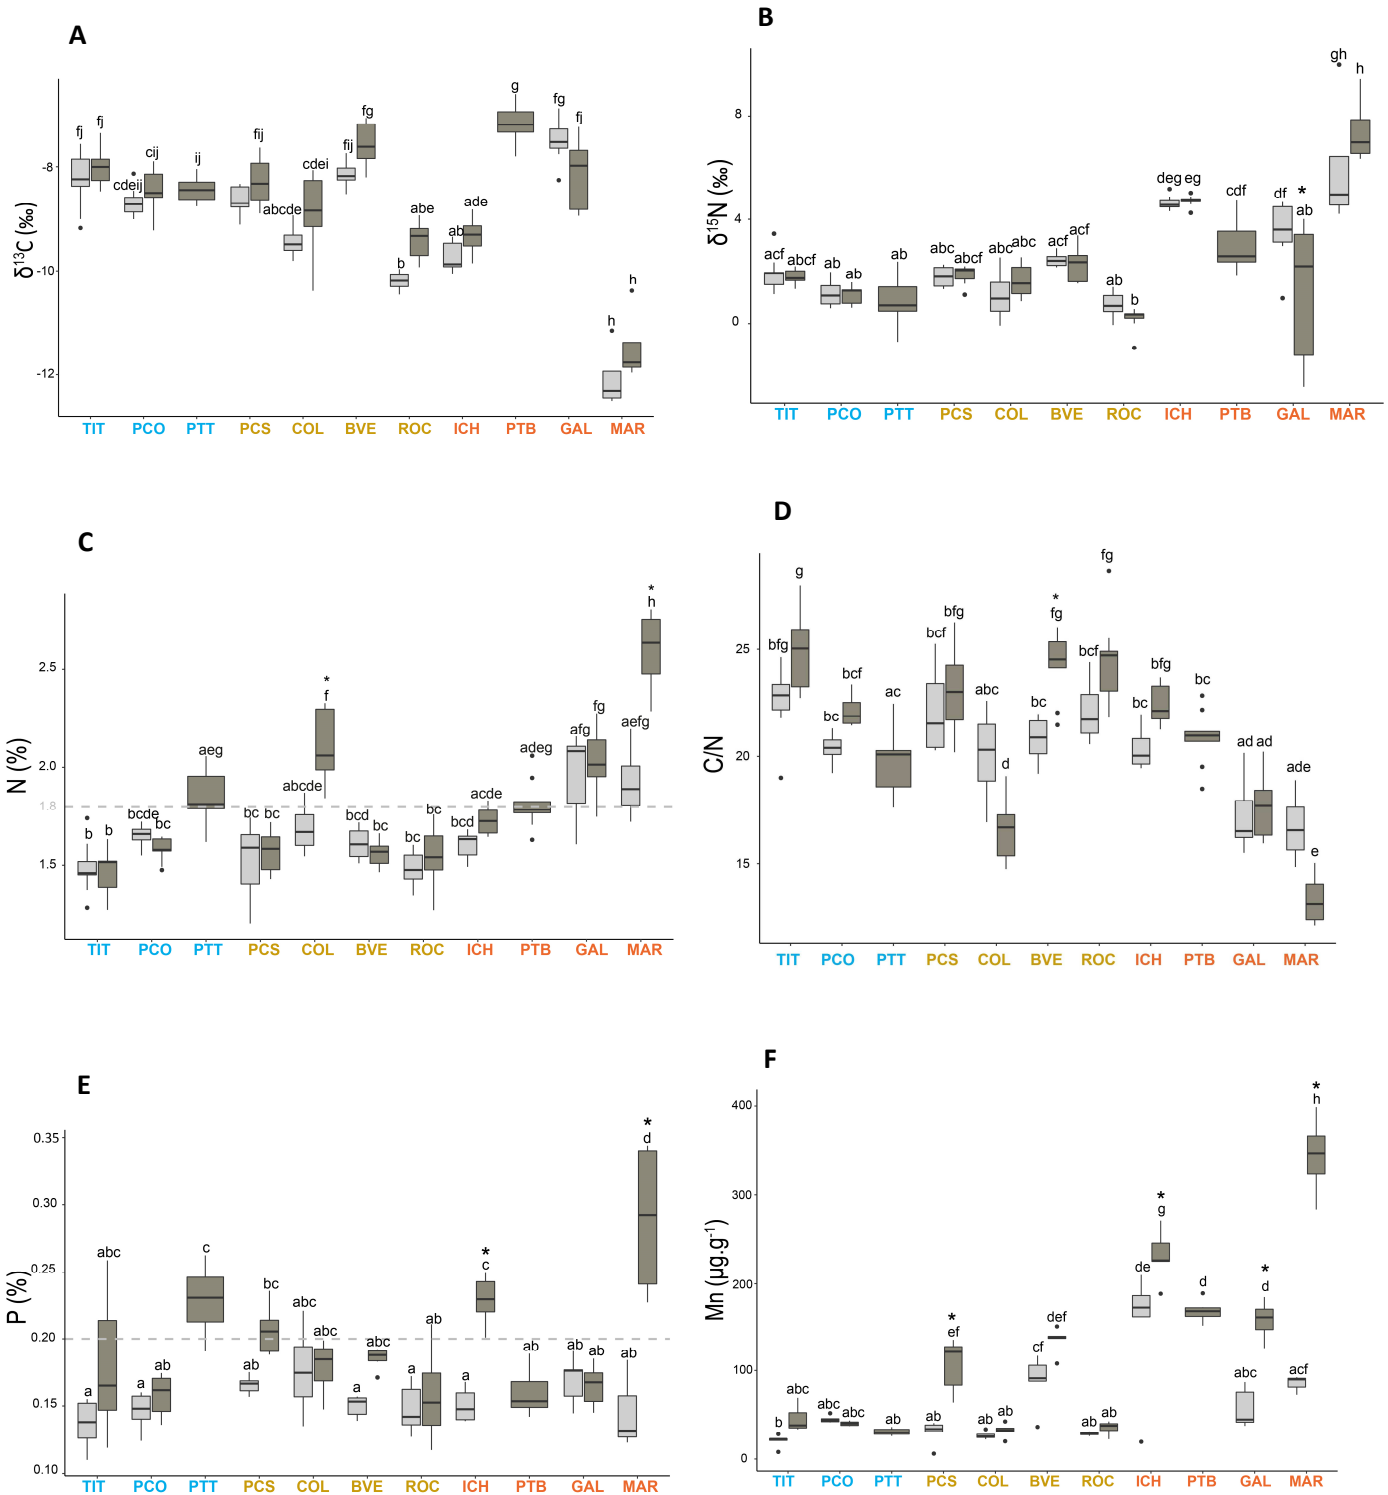 A
δ¹³C (‰)
-8
-10
-12
fj fj cdeij cij ij fij abcde cdei fij fg b abe ab ade g fg fj h h
TIT PCO PTT PCS COL BVE ROC ICH PTB GAL MAR
B
δ¹⁵N (‰)
8
4
0
acf abcf ab ab ab abc abcf abc abc acf acf ab b deg eg cdf df * ab gh h
TIT PCO PTT PCS COL BVE ROC ICH PTB GAL MAR
C
N (%)
2.5
2.0
1.8
1.5
b b bcde bc aeg bc bc abcde * f bcd bc bc bc bcd acde adeg afg fg aefg * h
TIT PCO PTT PCS COL BVE ROC ICH PTB GAL MAR
D
C/N
25
20
15
bfg g bc bcf ac bcf bfg abc d bc * fg bcf fg bc bfg bc ad ad ade e
TIT PCO PTT PCS COL BVE ROC ICH PTB GAL MAR
E
P (%)
0.35
0.30
0.25
0.20
0.15
0.10
a abc a ab c ab bc abc abc a abc a ab a * c ab ab ab ab * d
TIT PCO PTT PCS COL BVE ROC ICH PTB GAL MAR
F
Mn (µg.g⁻¹)
400
300
200
100
0
b abc abc abc ab ab * ef ab ab cf def ab ab de * g d abc * d acf * h
TIT PCO PTT PCS COL BVE ROC ICH PTB GAL MAR